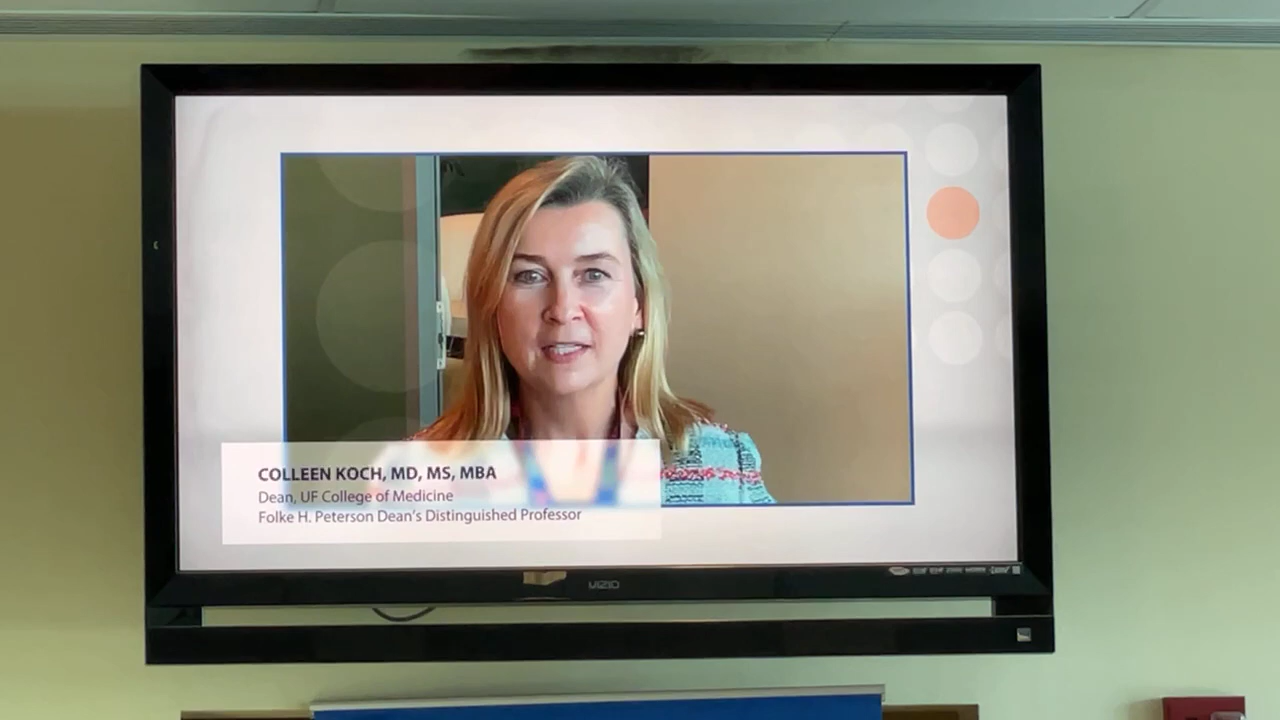 COLLEEN KOCH, MD, MS, MBA
Dean, UF College of Medicine
Folke H. Peterson Dean's Distinguished Professor
VIZIO